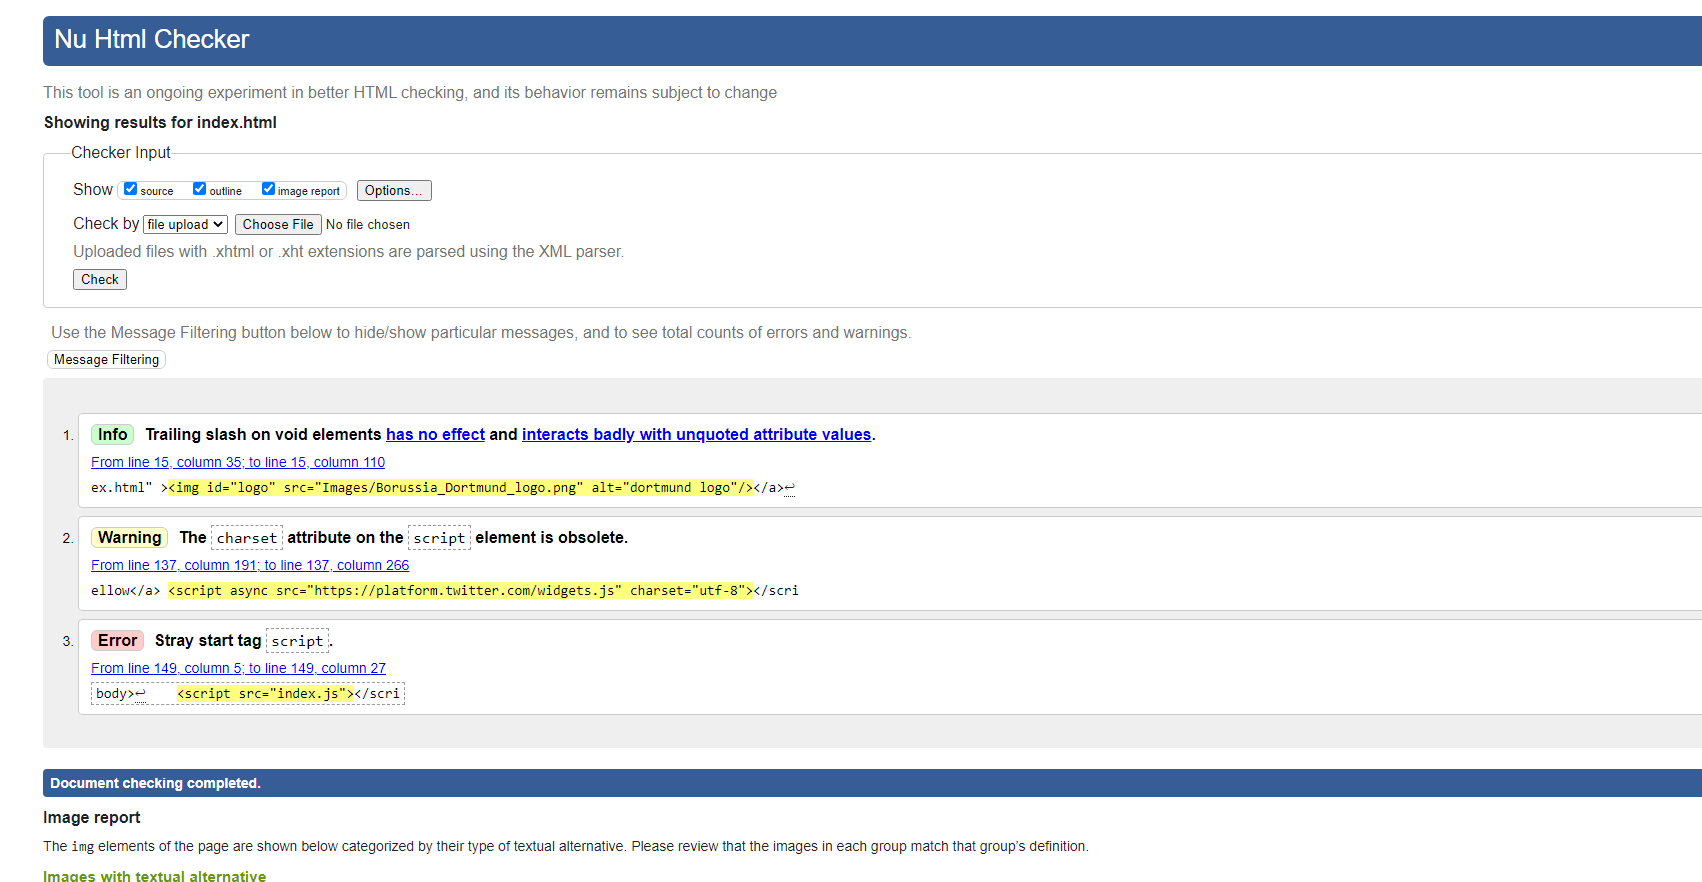 Nu Html Checker
This tool is an ongoing experiment in better HTML checking, and its behavior remains subject to change
Showing results for index.html
Checker Input
Show source outline image report Options...
Check by file upload Choose File No file chosen
Uploaded files with .xhtml or .xht extensions are parsed using the XML parser.
Check
Use the Message Filtering button below to hide/show particular messages, and to see total counts of errors and warnings.
Message Filtering
1. Info Trailing slash on void elements has no effect and interacts badly with unquoted attribute values.
From line 15, column 35; to line 15, column 110
ex.html" ><img id="logo" src="Images/Borussia_Dortmund_logo.png" alt="dortmund logo"/></a>↩
2. Warning The charset attribute on the script element is obsolete.
From line 137, column 191; to line 137, column 266
ellow</a> <script async src="https://platform.twitter.com/widgets.js" charset="utf-8"></scri
3. Error Stray start tag script.
From line 149, column 5; to line 149, column 27
body>↩    <script src="index.js"></scri
Document checking completed.
Image report
The img elements of the page are shown below categorized by their type of textual alternative. Please review that the images in each group match that group's definition.
Images with textual alternative